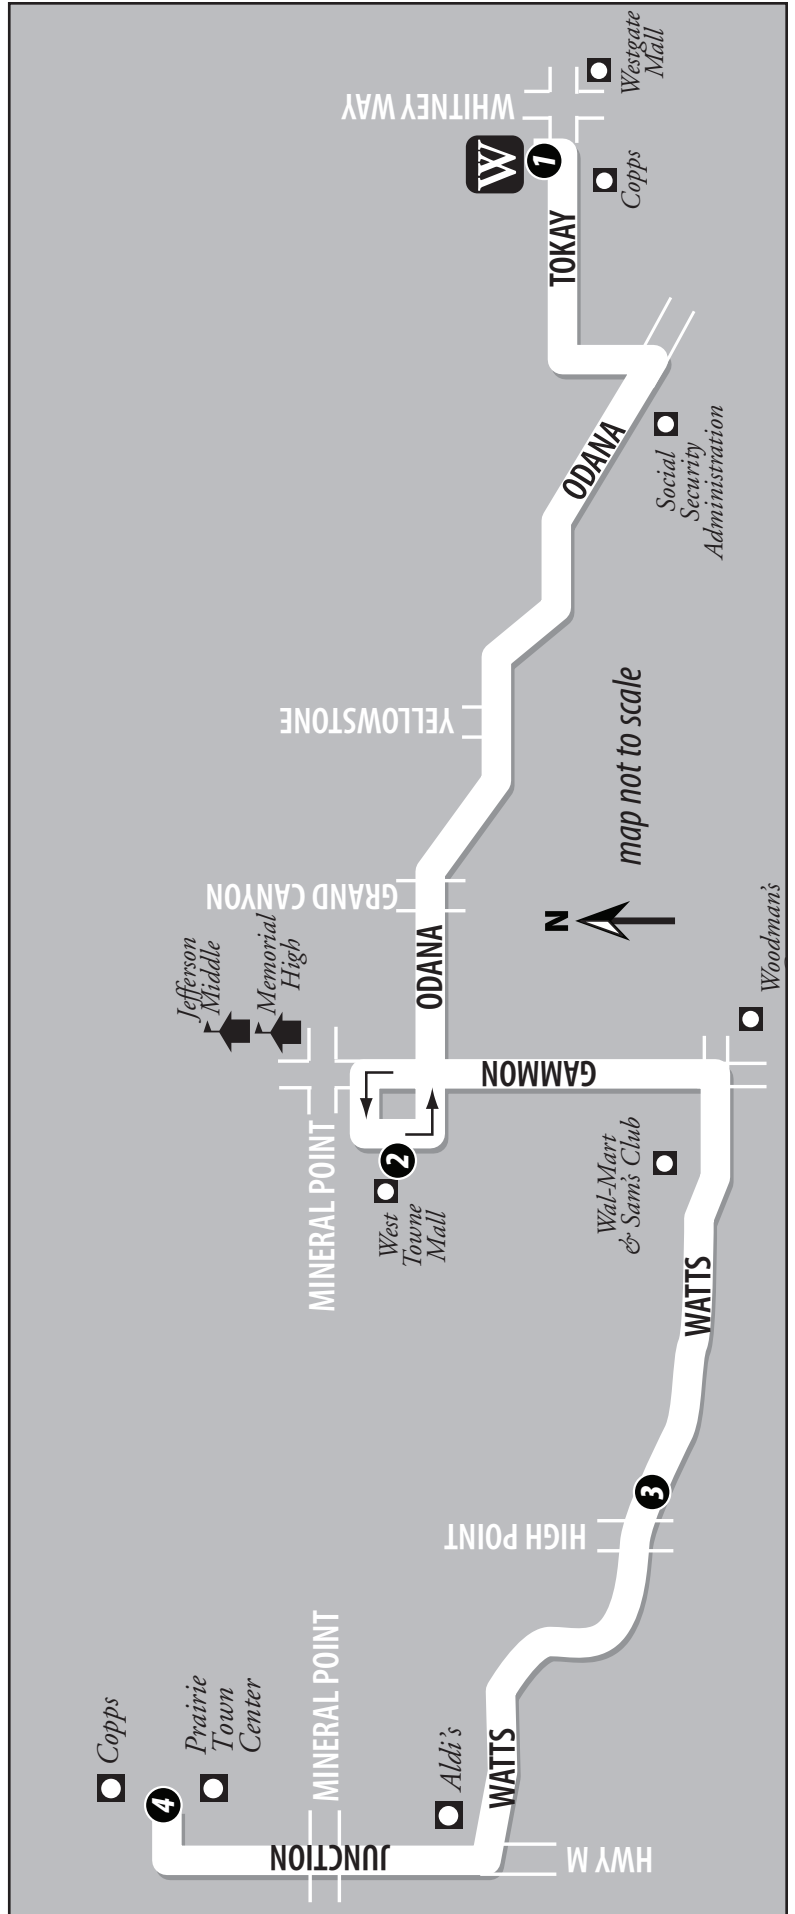 Copps
Prairie
Town
Center
4
JUNCTION
MINERAL POINT
Aldi's
WATTS
HWY M
HIGH POINT
3
WATTS
Wal-Mart
& Sam's Club
MINERAL POINT
West
Towne
Mall
2
Jefferson
Middle
Memorial
High
GAMMON
Woodman's
ODANA
GRAND CANYON
N
map not to scale
YELLOWSTONE
ODANA
Social
Security
Administration
TOKAY
W
1
Copps
WHITNEY WAY
Westgate
Mall